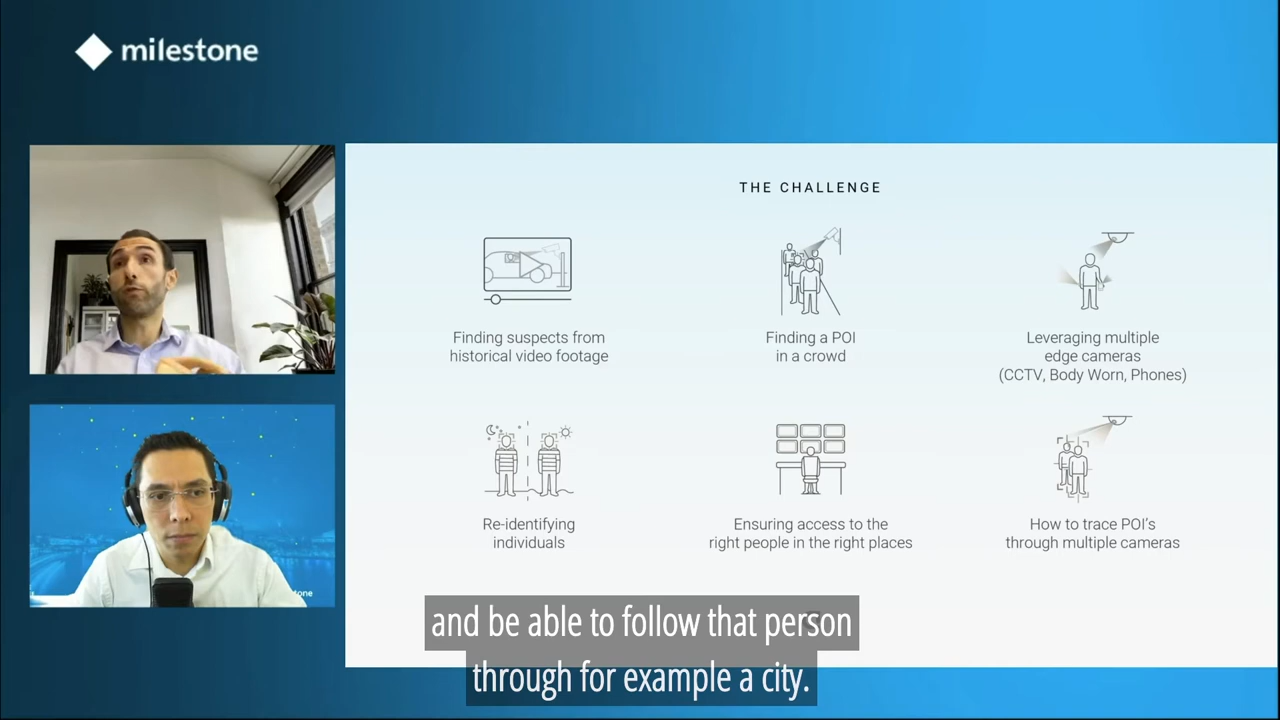 milestone
THE CHALLENGE
Finding suspects from
historical video footage
Finding a POI
in a crowd
Leveraging multiple
edge cameras
(CCTV, Body Worn, Phones)
Re-identifying
individuals
Ensuring access to the
right people in the right places
How to trace POI's
through multiple cameras
tone
and be able to follow that person
through for example a city.